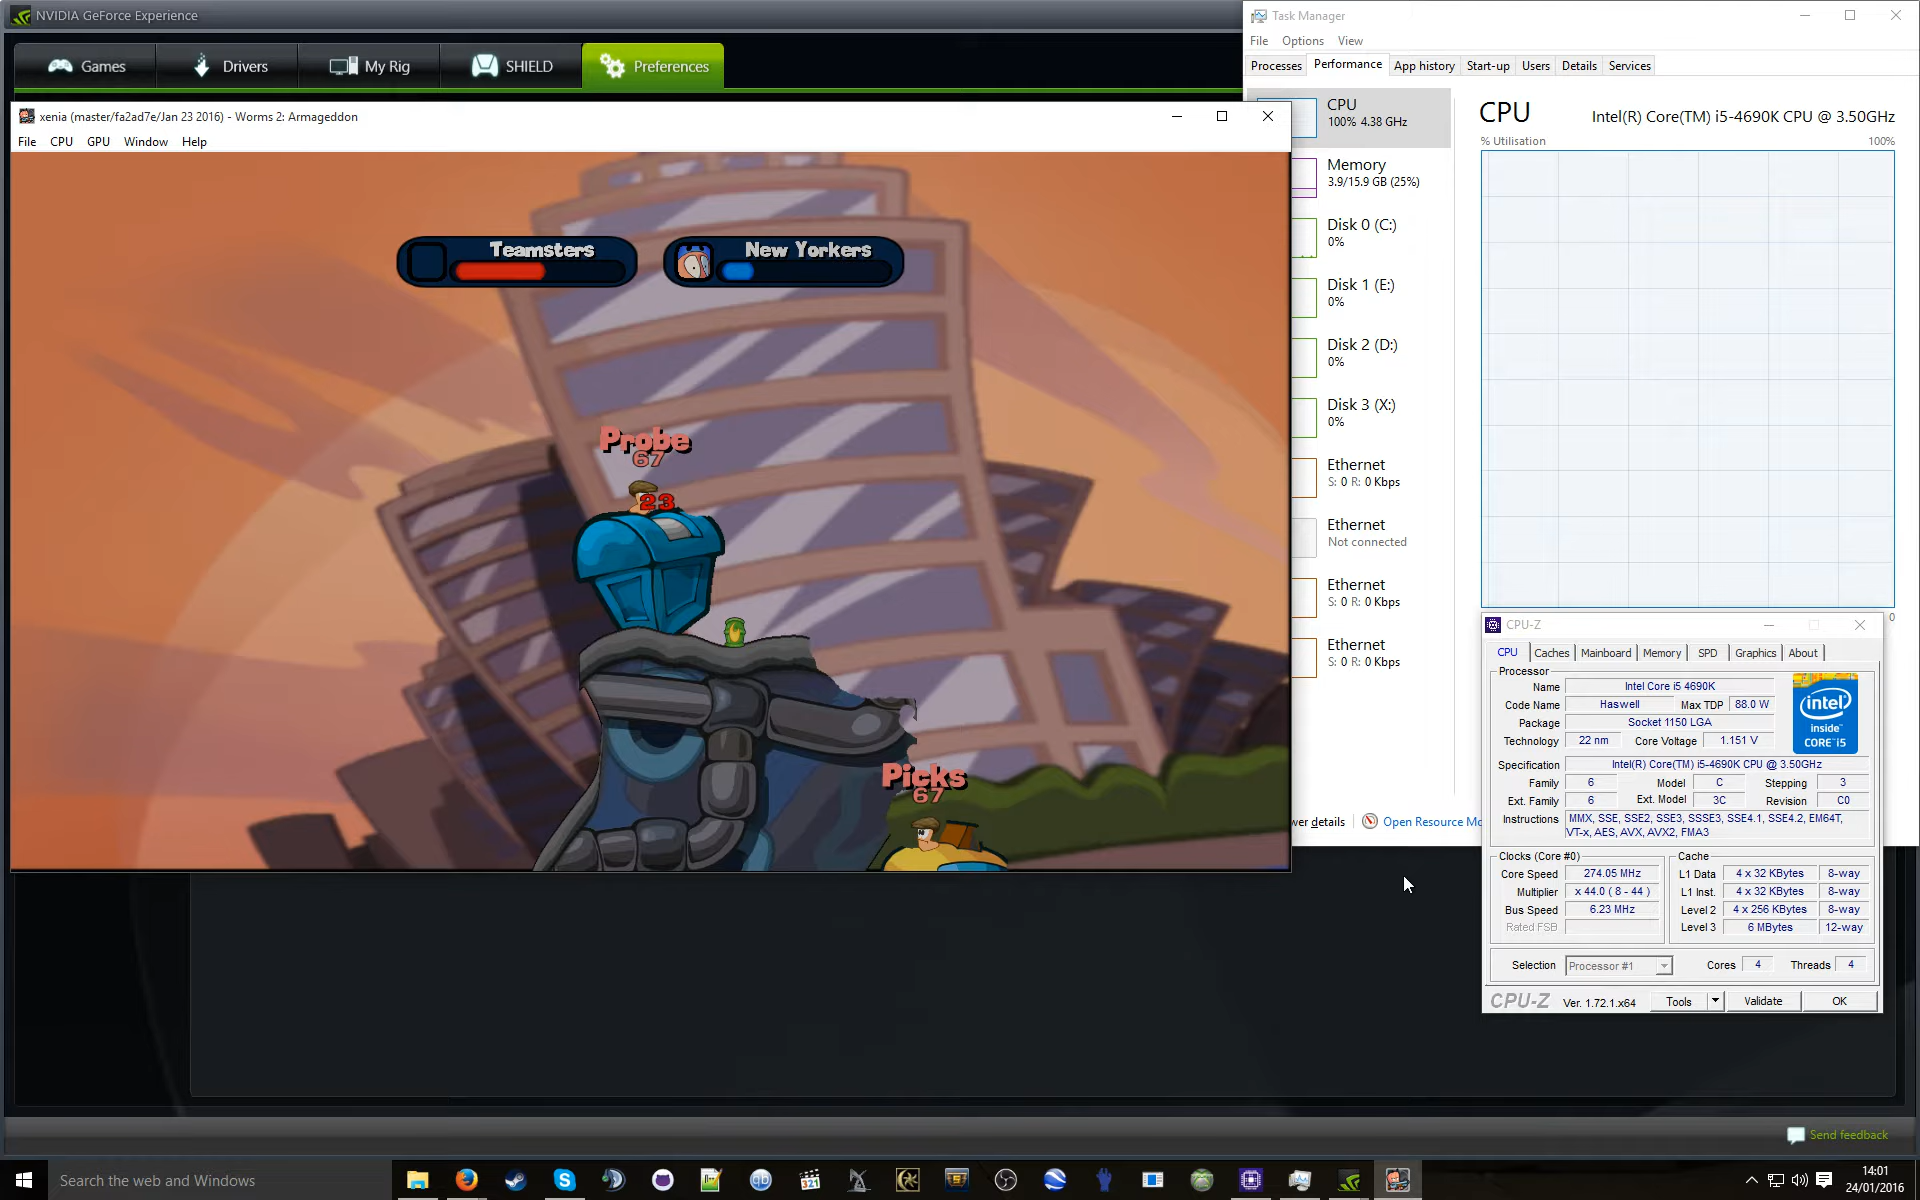 NVIDIA GeForce Experience
Games
Drivers
My Rig
SHIELD
Preferences
xenia (master/fa2ad7e/Jan 23 2016) - Worms 2: Armageddon
File CPU GPU Window Help
Teamsters
New Yorkers
Probe
67
23
Picks
67
Task Manager
File Options View
Processes Performance App history Start-up Users Details Services
CPU
100% 4.38 GHz
Memory
3.9/15.9 GB (25%)
Disk 0 (C:)
0%
Disk 1 (E:)
0%
Disk 2 (D:)
0%
Disk 3 (X:)
0%
Ethernet
S: 0 R: 0 Kbps
Ethernet
Not connected
Ethernet
S: 0 R: 0 Kbps
Ethernet
S: 0 R: 0 Kbps
CPU Intel(R) Core(TM) i5-4690K CPU @ 3.50GHz
% Utilisation 100%
0
details
Open Resource
CPU-Z
CPU Caches Mainboard Memory SPD Graphics About
Processor
Name Intel Core i5 4690K
Code Name Haswell Max TDP 88.0 W
Package Socket 1150 LGA
Technology 22 nm Core Voltage 1.151 V
intel inside™ CORE™ i5
Specification Intel(R) Core(TM) i5-4690K CPU @ 3.50GHz
Family 6 Model C Stepping 3
Ext. Family 6 Ext. Model 3C Revision C0
Instructions MMX, SSE, SSE2, SSE3, SSSE3, SSE4.1, SSE4.2, EM64T,
VT-x, AES, AVX, AVX2, FMA3
Clocks (Core #0)
Core Speed 274.05 MHz
Multiplier x 44.0 ( 8 - 44 )
Bus Speed 6.23 MHz
Rated FSB
Cache
L1 Data 4 x 32 KBytes 8-way
L1 Inst. 4 x 32 KBytes 8-way
Level 2 4 x 256 KBytes 8-way
Level 3 6 MBytes 12-way
Selection Processor #1 Cores 4 Threads 4
CPU-Z Ver. 1.72.1.x64 Tools Validate OK
Send feedback
Search the web and Windows
321
14:01
24/01/2016